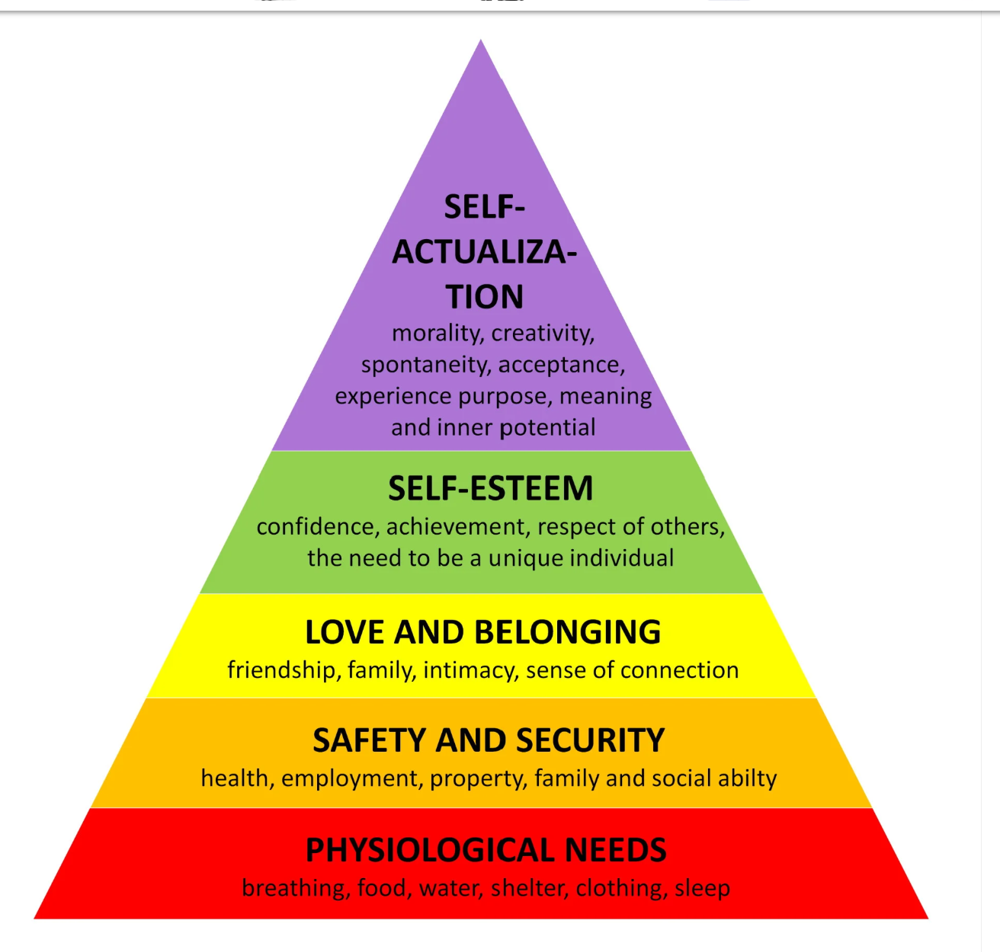 SELF-
ACTUALIZA-
TION
morality, creativity,
spontaneity, acceptance,
experience purpose, meaning
and inner potential
SELF-ESTEEM
confidence, achievement, respect of others,
the need to be a unique individual
LOVE AND BELONGING
friendship, family, intimacy, sense of connection
SAFETY AND SECURITY
health, employment, property, family and social abilty
PHYSIOLOGICAL NEEDS
breathing, food, water, shelter, clothing, sleep